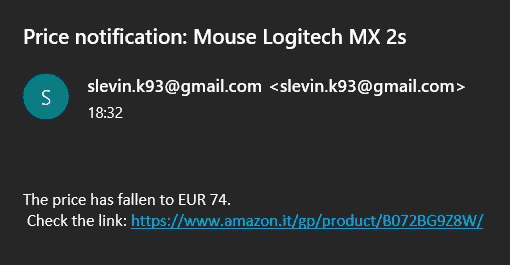 Price notification: Mouse Logitech MX 2s
S
slevin.k93@gmail.com <slevin.k93@gmail.com>
18:32
The price has fallen to EUR 74.
Check the link: https://www.amazon.it/gp/product/B072BG9Z8W/